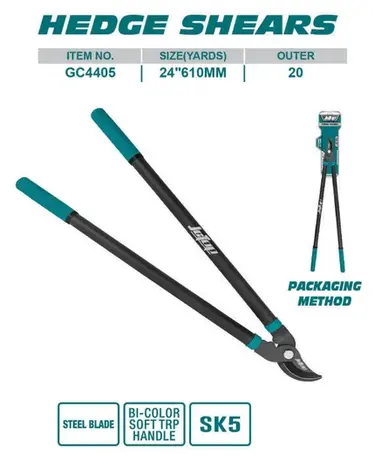 HEDGE SHEARS
ITEM NO. SIZE(YARDS) OUTER
GC4405 24"610MM 20
PACKAGING
METHOD
STEEL BLADE
BI-COLOR
SOFT TRP
HANDLE
SK5